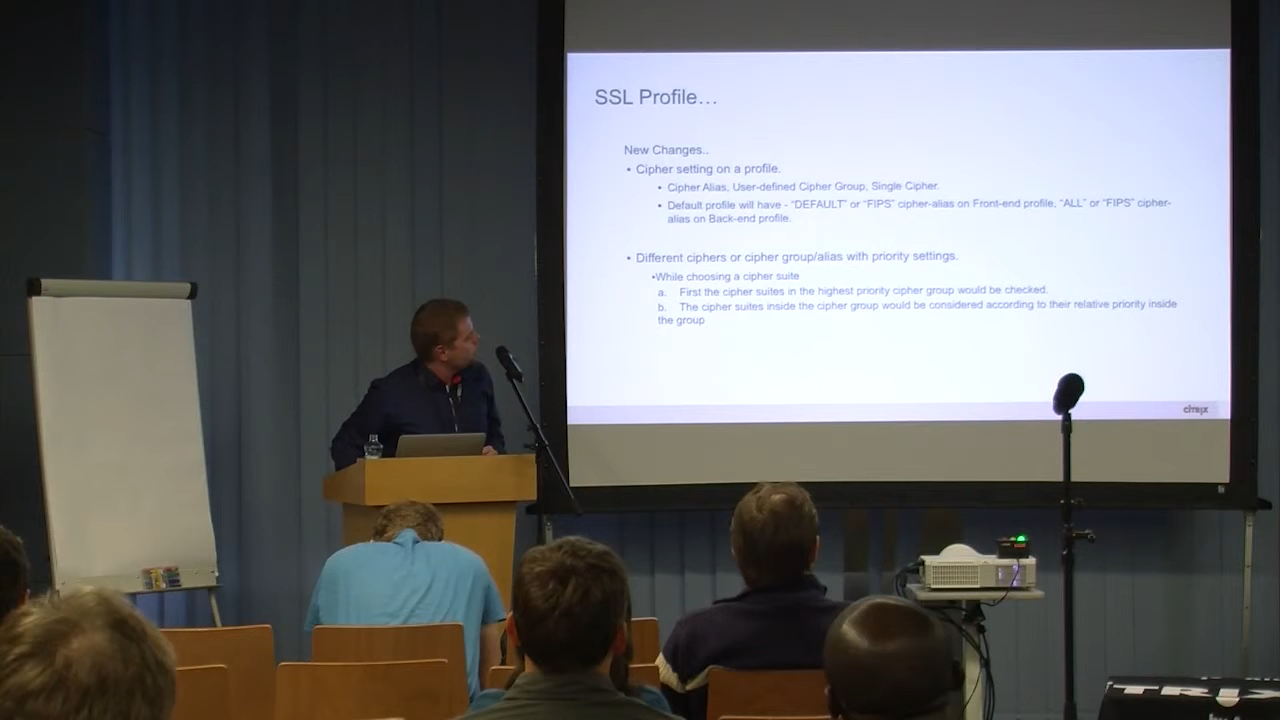 SSL Profile…
New Changes..
• Cipher setting on a profile.
• Cipher Alias, User-defined Cipher Group, Single Cipher.
• Default profile will have - “DEFAULT” or “FIPS” cipher-alias on Front-end profile, “ALL” or “FIPS” cipher-
alias on Back-end profile.
• Different ciphers or cipher group/alias with priority settings.
•While choosing a cipher suite
a. First the cipher suites in the highest priority cipher group would be checked.
b. The cipher suites inside the cipher group would be considered according to their relative priority inside
the group
citrix